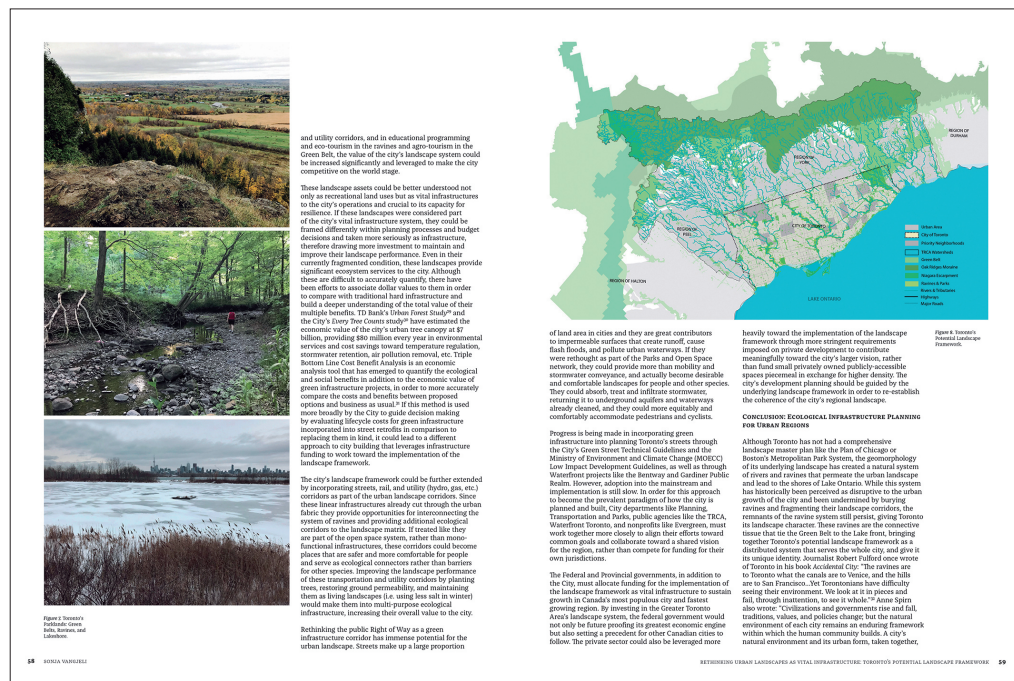 and utility corridors, and in educational programming
and eco-tourism in the ravines and agro-tourism in the
Green Belt, the value of the city's landscape system could
be increased significantly and leveraged to make the city
competitive on the world stage.
These landscape assets could be better understood not
only as recreational land uses but as vital infrastructures
to the city's operations and crucial to its capacity for
resilience. If these landscapes were considered part
of the city's vital infrastructure system, they could be
framed differently within planning processes and budget
decisions and taken more seriously as infrastructure,
therefore drawing more investment to maintain and
improve their landscape performance. Even in their
currently fragmented condition, these landscapes provide
significant ecosystem services to the city. Although
these are difficult to accurately quantify, there have
been efforts to associate dollar values to them in order
to compare with traditional hard infrastructure and
build a deeper understanding of the total value of their
multiple benefits. TD Bank's Urban Forest Study
and
the City's Every Tree Counts study
have estimated the
economic value of the city's urban tree canopy at $7
billion, providing $80 million every year in environmental
services and cost savings toward temperature regulation,
stormwater retention, air pollution removal, etc. Triple
Bottom Line Cost Benefit Analysis is an economic
analysis tool that has emerged to quantify the ecological
and social benefits in addition to the economic value of
green infrastructure projects, in order to more accurately
compare the costs and benefits between proposed
options and business as usual.
If this method is used
more broadly by the City to guide decision making
by evaluating lifecycle costs for green infrastructure
incorporated into street retrofits in comparison to
replacing them in kind, it could lead to a different
approach to city building that leverages infrastructure
funding to work toward the implementation of the
landscape framework.
The city's landscape framework could be further extended
by incorporating streets, rail, and utility (hydro, gas, etc.)
corridors as part of the urban landscape corridors. Since
these linear infrastructures already cut through the urban
fabric they provide opportunities for interconnecting the
system of ravines and providing additional ecological
corridors to the landscape matrix. If treated like they
are part of the open space system, rather than mono-
functional infrastructures, these corridors could become
places that are safer and more comfortable for people
and serve as ecological connectors rather than barriers
for other species. Improving the landscape performance
of these transportation and utility corridors by planting
trees, restoring ground permeability, and maintaining
them as living landscapes (i.e. using less salt in winter)
would make them into multi-purpose ecological
infrastructure, increasing their overall value to the city.
Rethinking the public Right of Way as a green
infrastructure corridor has immense potential for the
urban landscape. Streets make up a large proportion
Figure 7. Toronto's
Parklands: Green
Belts, Ravines, and
Lakeshore.
58 SONJA VANGJELI
REGION OF DURHAM
REGION OF YORK
REGION OF PEEL
CITY OF TORONTO
REGION OF HALTON
LAKE ONTARIO
Urban Area
City of Toronto
Priority Neighborhoods
TRCA Watersheds
Green Belt
Oak Ridges Moraine
Niagara Escarpment
Ravines & Parks
Rivers & Tributaries
Highways
Major Roads
of land area in cities and they are great contributors
to impermeable surfaces that create runoff, cause
flash floods, and pollute urban waterways. If they
were rethought as part of the Parks and Open Space
network, they could provide more than mobility and
stormwater conveyance, and actually become desirable
and comfortable landscapes for people and other species.
They could absorb, treat and infiltrate stormwater,
returning it to underground aquifers and waterways
already cleaned, and they could more equitably and
comfortably accommodate pedestrians and cyclists.
Progress is being made in incorporating green
infrastructure into planning Toronto's streets through
the City's Green Street Technical Guidelines and the
Ministry of Environment and Climate Change (MOECC)
Low Impact Development Guidelines, as well as through
Waterfront projects like the Bentway and Gardiner Public
Realm. However, adoption into the mainstream and
implementation is still slow. In order for this approach
to become the prevalent paradigm of how the city is
planned and built, City departments like Planning,
Transportation and Parks, public agencies like the TRCA,
Waterfront Toronto, and nonprofits like Evergreen, must
work together more closely to align their efforts toward
common goals and collaborate toward a shared vision
for the region, rather than compete for funding for their
own jurisdictions.
The Federal and Provincial governments, in addition to
the City, must allocate funding for the implementation of
the landscape framework as vital infrastructure to sustain
growth in Canada's most populous city and fastest
growing region. By investing in the Greater Toronto
Area's landscape system, the federal government would
not only be future proofing its greatest economic engine
but also setting a precedent for other Canadian cities to
follow. The private sector could also be leveraged more
heavily toward the implementation of the landscape
framework through more stringent requirements
imposed on private development to contribute
meaningfully toward the city's larger vision, rather
than fund small privately owned publicly-accessible
spaces piecemeal in exchange for higher density. The
city's development planning should be guided by the
underlying landscape framework in order to re-establish
the coherence of the city's regional landscape.
CONCLUSION: ECOLOGICAL INFRASTRUCTURE PLANNING
FOR URBAN REGIONS
Although Toronto has not had a comprehensive
landscape master plan like the Plan of Chicago or
Boston's Metropolitan Park System, the geomorphology
of its underlying landscape has created a natural system
of rivers and ravines that permeate the urban landscape
and lead to the shores of Lake Ontario. While this system
has historically been perceived as disruptive to the urban
growth of the city and been undermined by burying
ravines and fragmenting their landscape corridors, the
remnants of the ravine system still persist, giving Toronto
its landscape character. These ravines are the connective
tissue that tie the Green Belt to the Lake front, bringing
together Toronto's potential landscape framework as a
distributed system that serves the whole city, and give it
its unique identity. Journalist Robert Fulford once wrote
of Toronto in his book Accidental City: "The ravines are
to Toronto what the canals are to Venice, and the hills
are to San Francisco...Yet Torontonians have difficulty
seeing their environment. We look at it in pieces and
fail, through inattention, to see it whole."
Anne Spirn
also wrote: "Civilizations and governments rise and fall,
traditions, values, and policies change; but the natural
environment of each city remains an enduring framework
within which the human community builds. A city's
natural environment and its urban form, taken together,
Figure 8. Toronto's
Potential Landscape
Framework.
RETHINKING URBAN LANDSCAPES AS VITAL INFRASTRUCTURE: TORONTO'S POTENTIAL LANDSCAPE FRAMEWORK 59